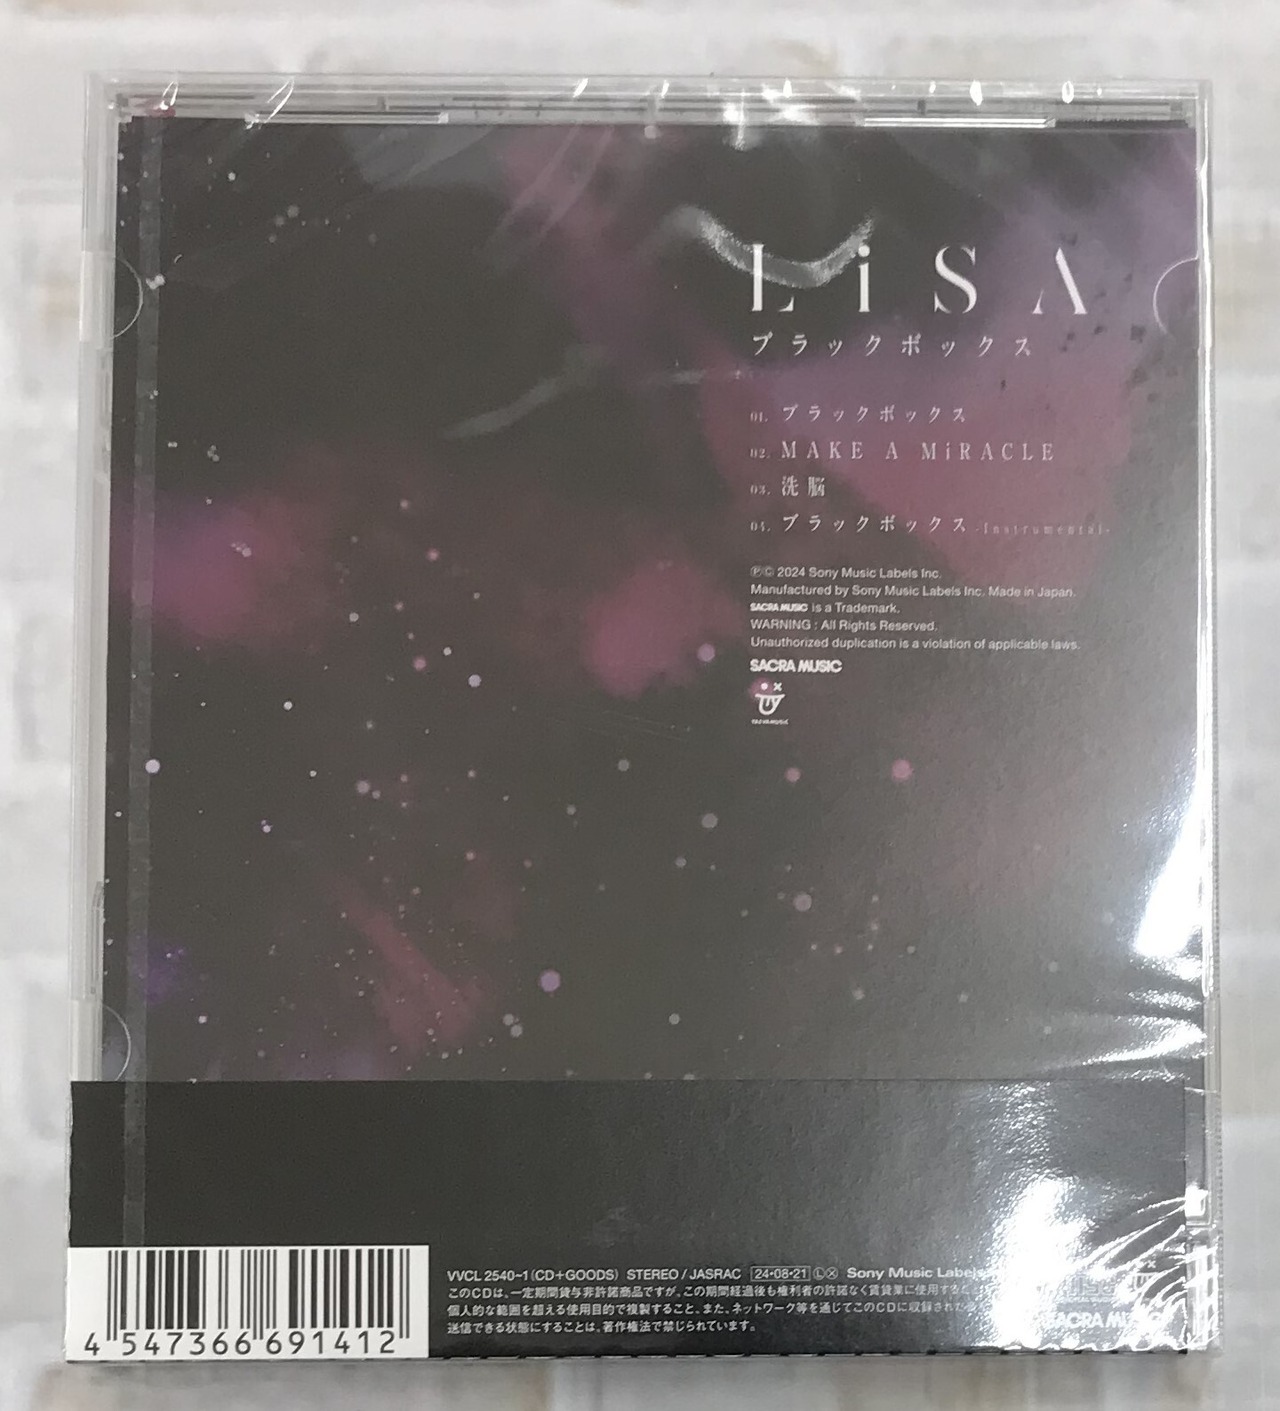 LiSA
ブラックボックス
01. ブラックボックス
02. MAKE A MiRACLE
03. 洗脳
04. ブラックボックス -Instrumental-
℗© 2024 Sony Music Labels Inc.
Manufactured by Sony Music Labels Inc. Made in Japan.
SACRA MUSIC is a Trademark.
WARNING : All Rights Reserved.
Unauthorized duplication is a violation of applicable laws.
SACRA MUSIC
VVCL 2540~1 (CD+GOODS) STEREO / JASRAC 24・08・21 Ⓛ Ⓧ Sony Music Labels
このCDは、一定期間貸与非許諾商品ですが、この期間経過後も権利者の許諾なく賃貸業に使用すること
個人的な範囲を超える使用目的で複製すること、また、ネットワーク等を通じてこのCDに収録された
送信できる状態にすることは、著作権法で禁じられています。
SACRA MUSIC
4 547366 691412